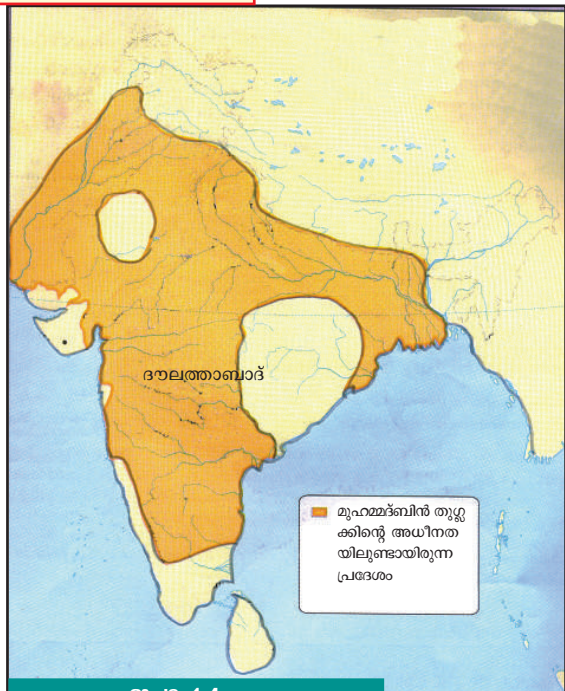 ദൗലത്താബാദ്
മുഹമ്മദ്ബിൻ തുഗ്ല
ക്കിന്റെ അധീനത
യിലുണ്ടായിരുന്ന
പ്രദേശം